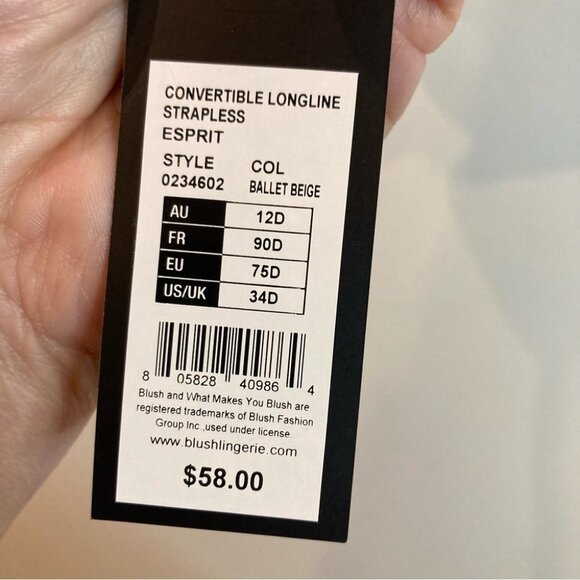 CONVERTIBLE LONGLINE
STRAPLESS
ESPRIT
STYLE COL
0234602 BALLET BEIGE
AU 12D
FR 90D
EU 75D
US/UK 34D
8 05828 40986 4
Blush and What Makes You Blush are
registered trademarks of Blush Fashion
Group Inc ,used under license.
www.blushlingerie.com
$58.00